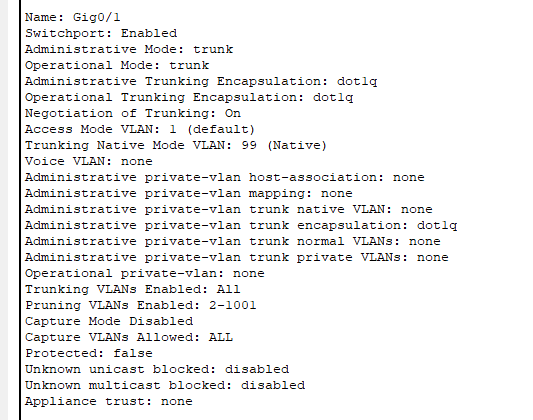 Name: Gig0/1
Switchport: Enabled
Administrative Mode: trunk
Operational Mode: trunk
Administrative Trunking Encapsulation: dot1q
Operational Trunking Encapsulation: dot1q
Negotiation of Trunking: On
Access Mode VLAN: 1 (default)
Trunking Native Mode VLAN: 99 (Native)
Voice VLAN: none
Administrative private-vlan host-association: none
Administrative private-vlan mapping: none
Administrative private-vlan trunk native VLAN: none
Administrative private-vlan trunk encapsulation: dot1q
Administrative private-vlan trunk normal VLANs: none
Administrative private-vlan trunk private VLANs: none
Operational private-vlan: none
Trunking VLANs Enabled: All
Pruning VLANs Enabled: 2-1001
Capture Mode Disabled
Capture VLANs Allowed: ALL
Protected: false
Unknown unicast blocked: disabled
Unknown multicast blocked: disabled
Appliance trust: none